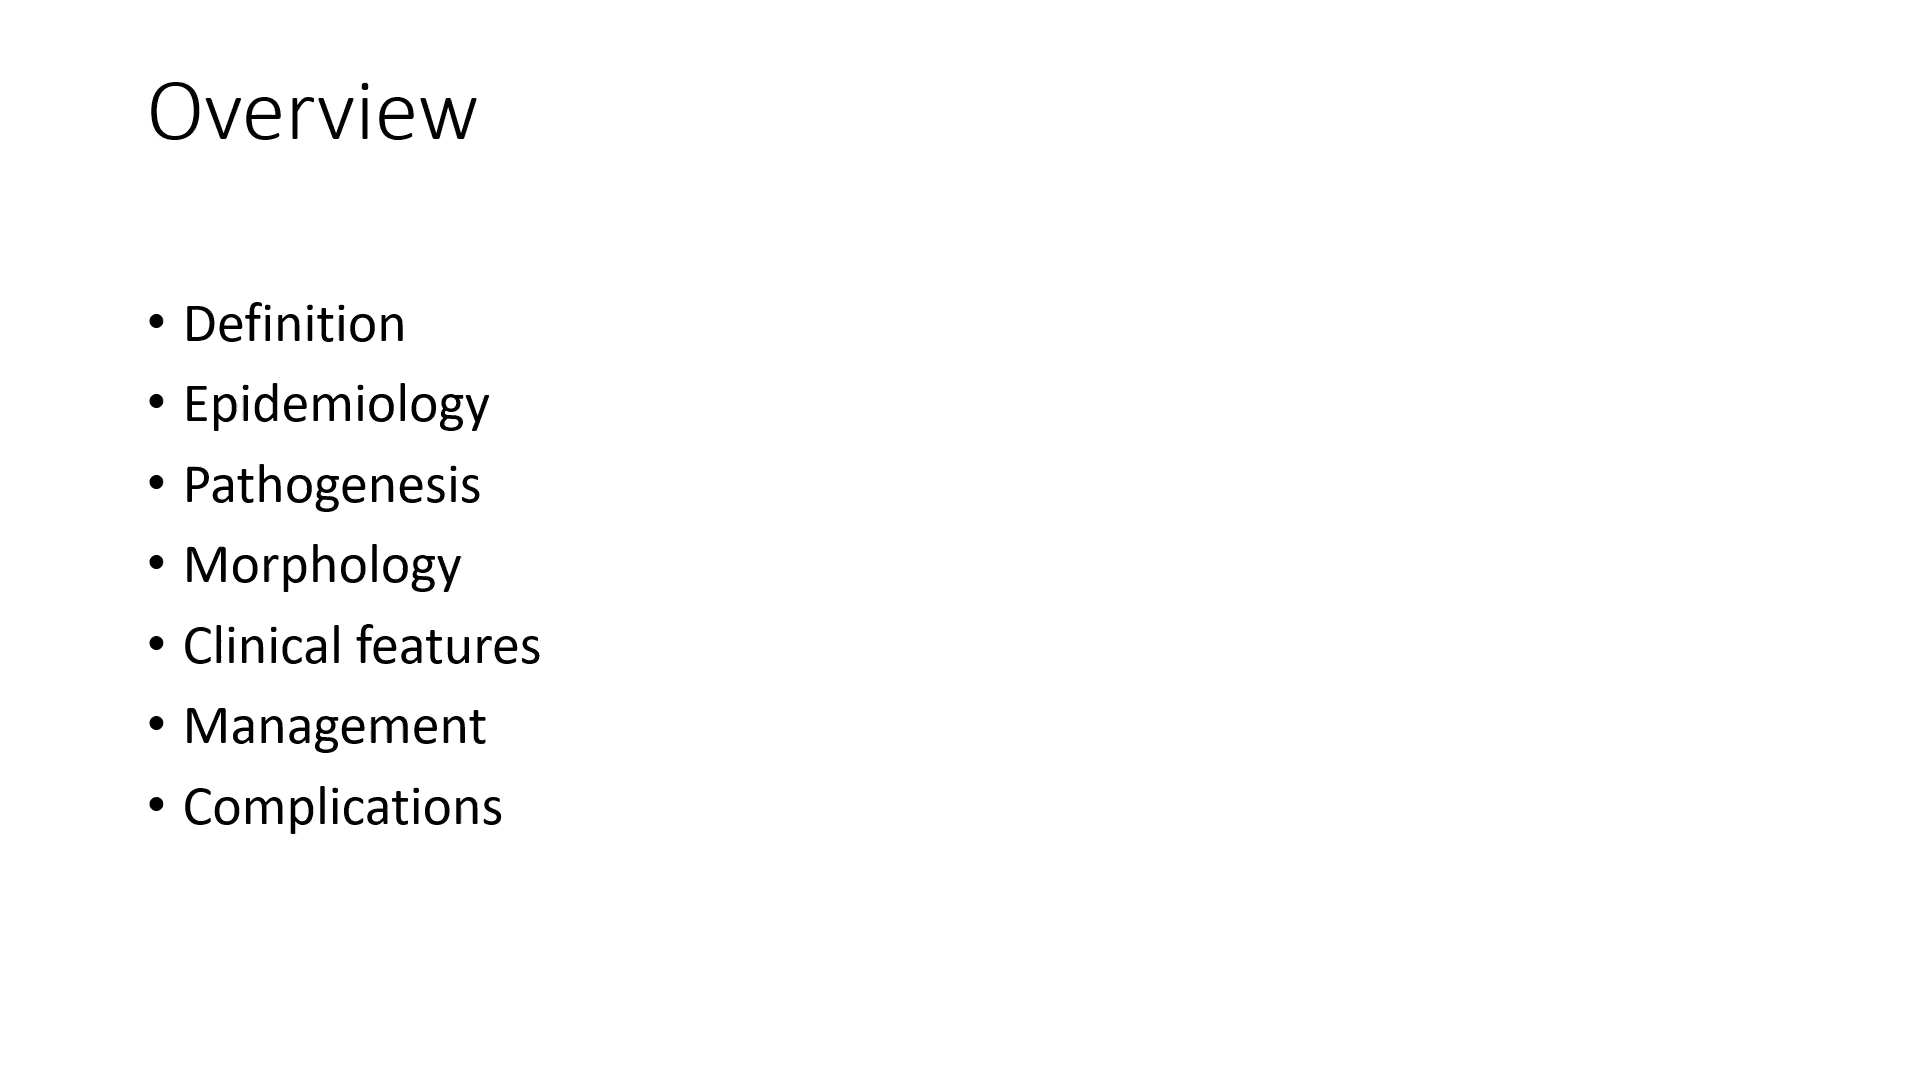 Overview
• Definition
• Epidemiology
• Pathogenesis
• Morphology
• Clinical features
• Management
• Complications